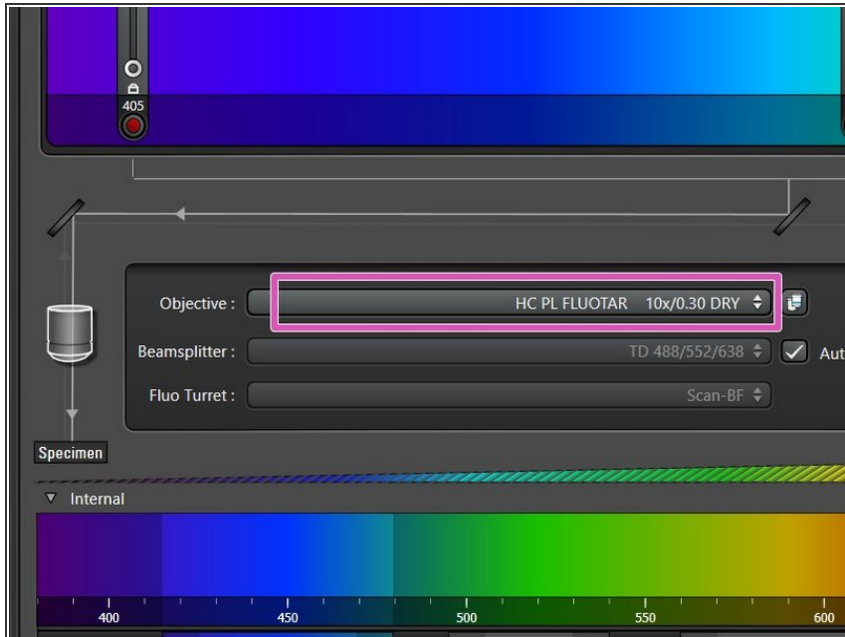 405
Objective : HC PL FLUOTAR 10x/0.30 DRY
Beamsplitter : TD 488/552/638
Aut
Fluo Turret : Scan-BF
Specimen
Internal
400 450 500 550 600